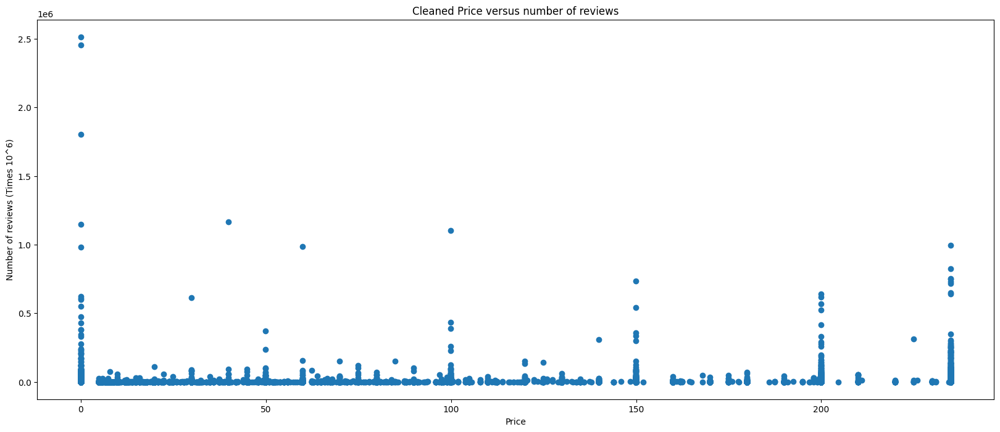 Cleaned Price versus number of reviews
1e6
2.5
2.0
1.5
1.0
0.5
0.0
Number of reviews (Times 10^6)
0 50 100 150 200
Price